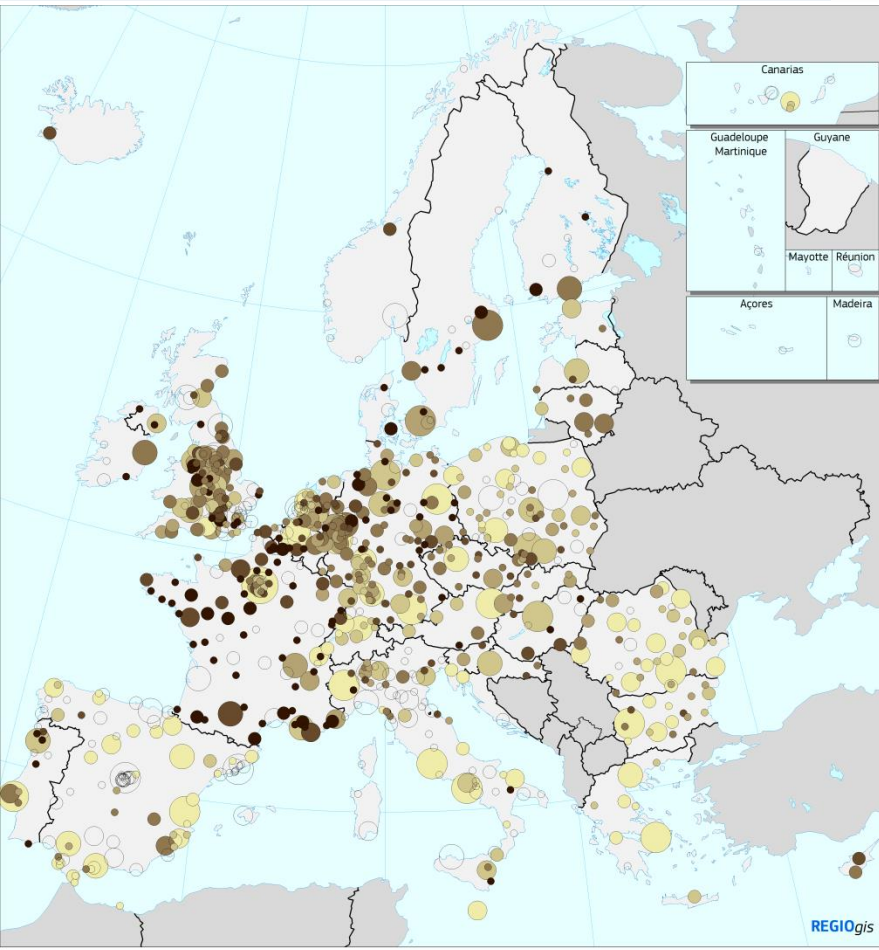 Canarias
Guadeloupe
Martinique
Guyane
Mayotte
Réunion
Açores
Madeira
REGIOgis